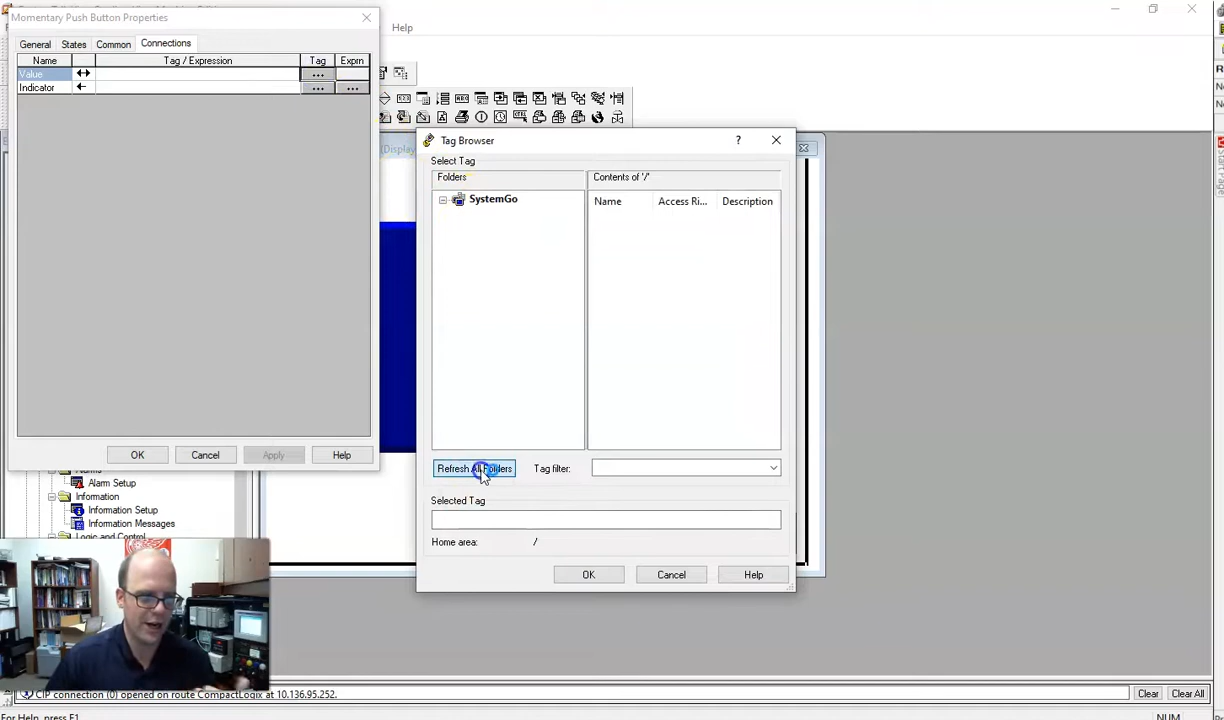 Momentary Push Button Properties
Help
General
States
Common
Connections
Name
Tag / Expression
Tag
Exprn
Value
...
Indicator
...
...
Tag Browser
?
Select Tag
Folders
Contents of '/'
SystemGo
Name
Access Ri...
Description
Refresh All Folders
Tag filter:
Selected Tag
Home area:
/
OK
Cancel
Help
OK
Cancel
Apply
Help
Alarm Setup
Information
Information Setup
Information Messages
Logic and Control
(Display
Start Page
CIP connection (0) opened on route CompactLogix at 10.136.95.252.
Clear
Clear All
For Help, press F1
NUM